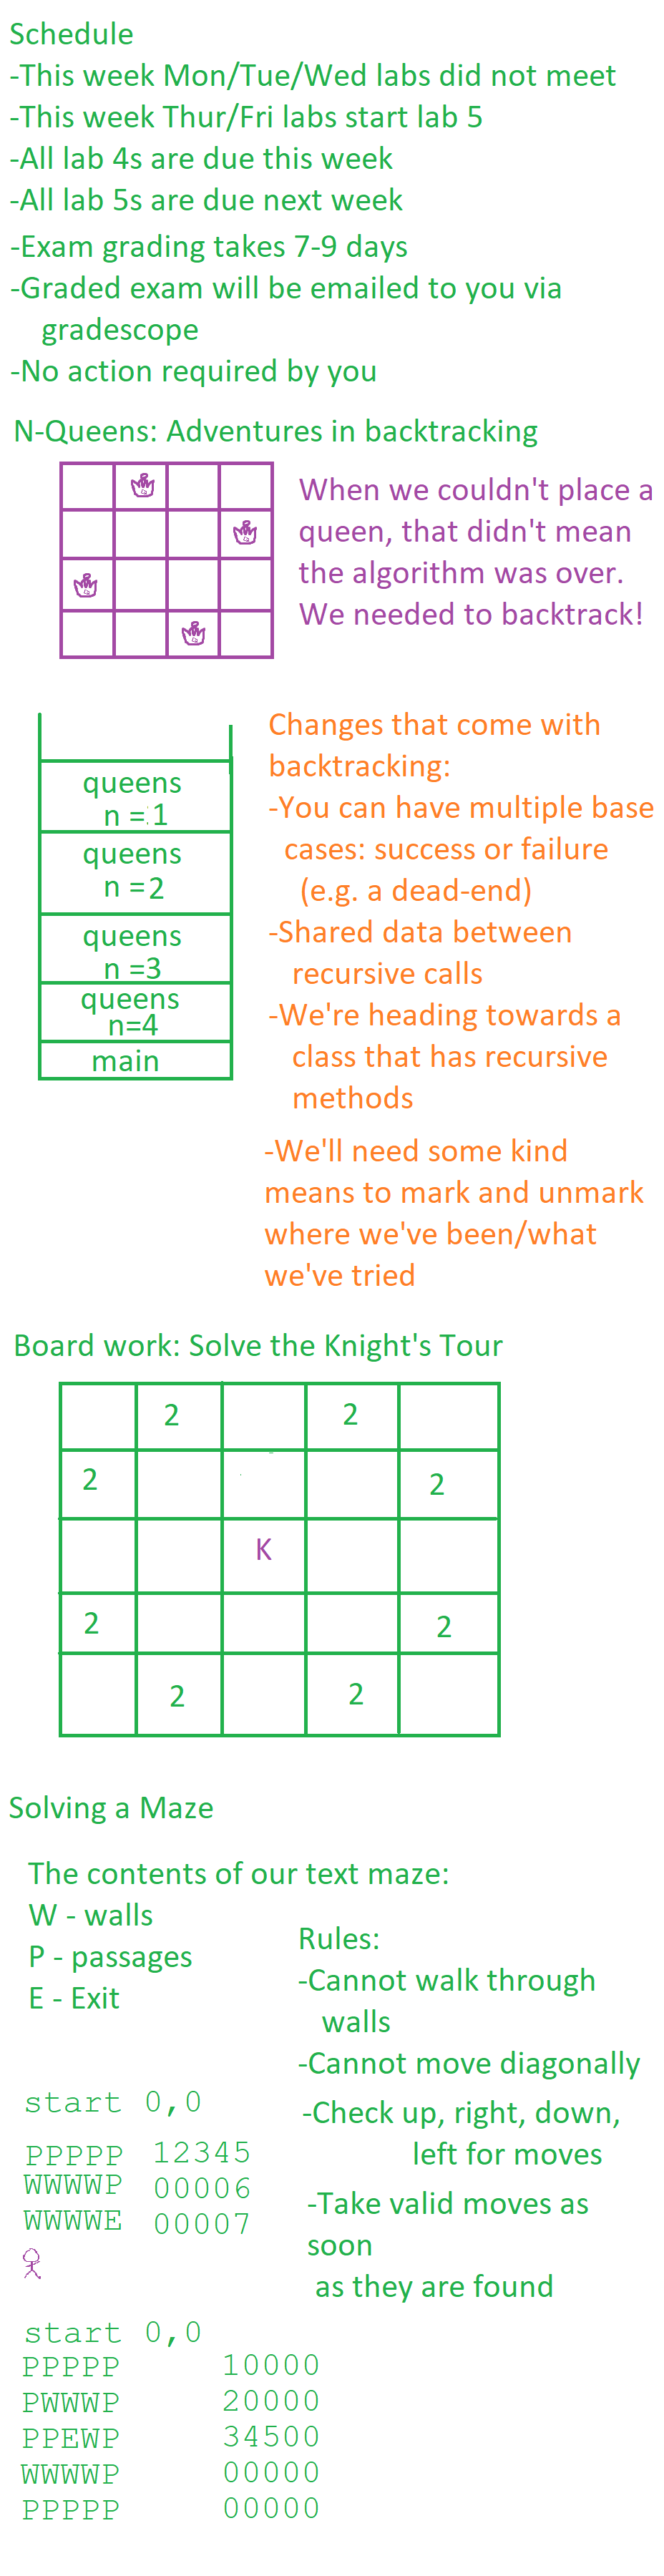 Schedule
-This week Mon/Tue/Wed labs did not meet
-This week Thur/Fri labs start lab 5
-All lab 4s are due this week
-All lab 5s are due next week
-Exam grading takes 7-9 days
-Graded exam will be emailed to you via
gradescope
-No action required by you
N-Queens: Adventures in backtracking
When we couldn't place a
queen, that didn't mean
the algorithm was over.
We needed to backtrack!
queens
n =1
queens
n =2
queens
n =3
queens
n=4
main
Changes that come with
backtracking:
-You can have multiple base
cases: success or failure
(e.g. a dead-end)
-Shared data between
recursive calls
-We're heading towards a
class that has recursive
methods
-We'll need some kind
means to mark and unmark
where we've been/what
we've tried
Board work: Solve the Knight's Tour
2 2
2 2
K
2 2
2 2
Solving a Maze
The contents of our text maze:
W - walls
P - passages
E - Exit
Rules:
-Cannot walk through
walls
-Cannot move diagonally
-Check up, right, down,
left for moves
-Take valid moves as
soon
as they are found
start 0,0
PPPPP 12345
WWWWP 00006
WWWWE 00007
start 0,0
PPPPP 10000
PWWWP 20000
PPEWP 34500
WWWWP 00000
PPPPP 00000